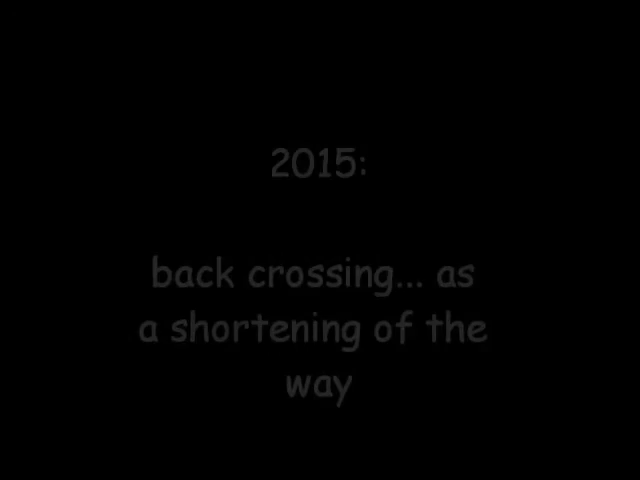 2015:
back crossing... as
a shortening of the
way